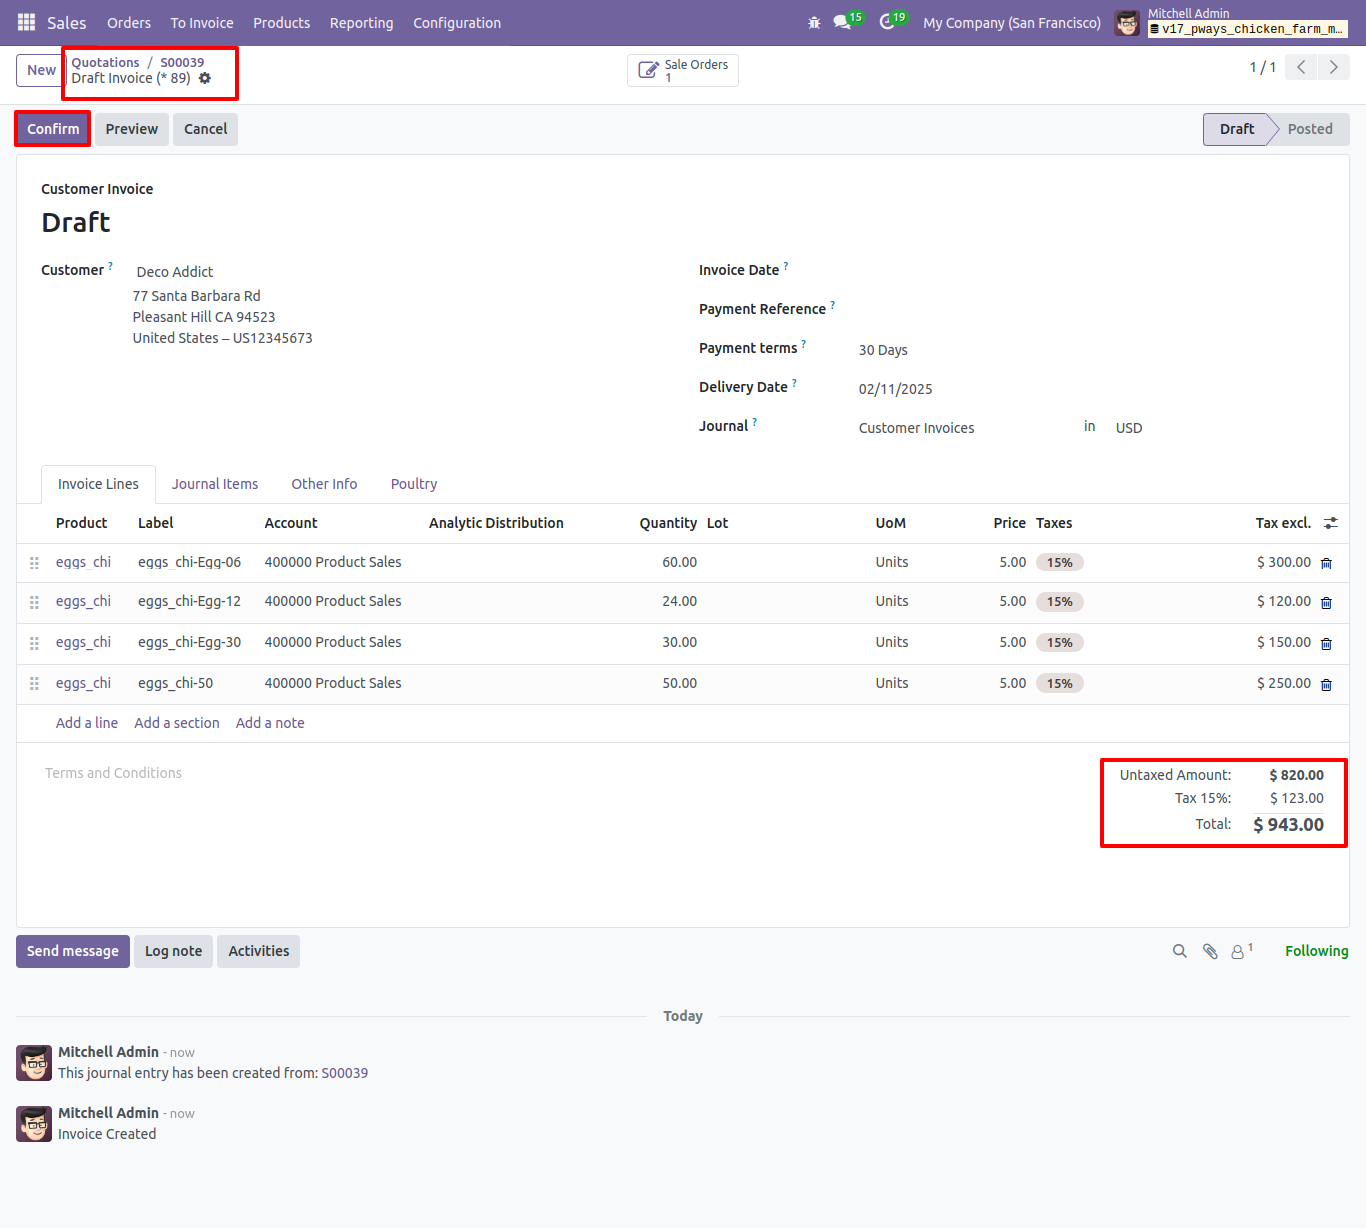 Sales Orders To Invoice Products Reporting Configuration 15 19 My Company (San Francisco) Mitchell Admin
v17_pways_chicken_farm_m...
New Quotations / S00039
Draft Invoice (* 89)
Sale Orders
1
1 / 1
Confirm Preview Cancel Draft Posted
Customer Invoice
Draft
Customer ? Deco Addict
77 Santa Barbara Rd
Pleasant Hill CA 94523
United States – US12345673
Invoice Date ?
Payment Reference ?
Payment terms ? 30 Days
Delivery Date ? 02/11/2025
Journal ? Customer Invoices in USD
Invoice Lines Journal Items Other Info Poultry
Product Label Account Analytic Distribution Quantity Lot UoM Price Taxes Tax excl.
eggs_chi eggs_chi-Egg-06 400000 Product Sales 60.00 Units 5.00 15% $ 300.00
eggs_chi eggs_chi-Egg-12 400000 Product Sales 24.00 Units 5.00 15% $ 120.00
eggs_chi eggs_chi-Egg-30 400000 Product Sales 30.00 Units 5.00 15% $ 150.00
eggs_chi eggs_chi-50 400000 Product Sales 50.00 Units 5.00 15% $ 250.00
Add a line Add a section Add a note
Terms and Conditions
Untaxed Amount: $ 820.00
Tax 15%: $ 123.00
Total: $ 943.00
Send message Log note Activities 1 Following
Today
Mitchell Admin - now
This journal entry has been created from: S00039
Mitchell Admin - now
Invoice Created